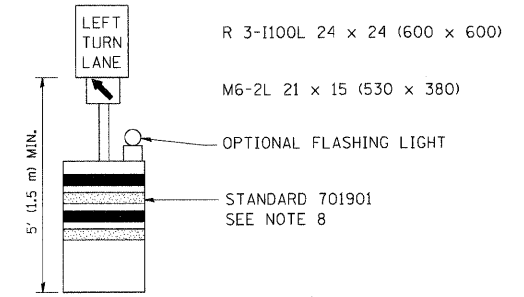 LEFT
TURN
LANE
R 3-I100L 24 x 24 (600 x 600)
M6-2L 21 x 15 (530 x 380)
OPTIONAL FLASHING LIGHT
STANDARD 701901
SEE NOTE 8
5' (1.5 m) MIN.